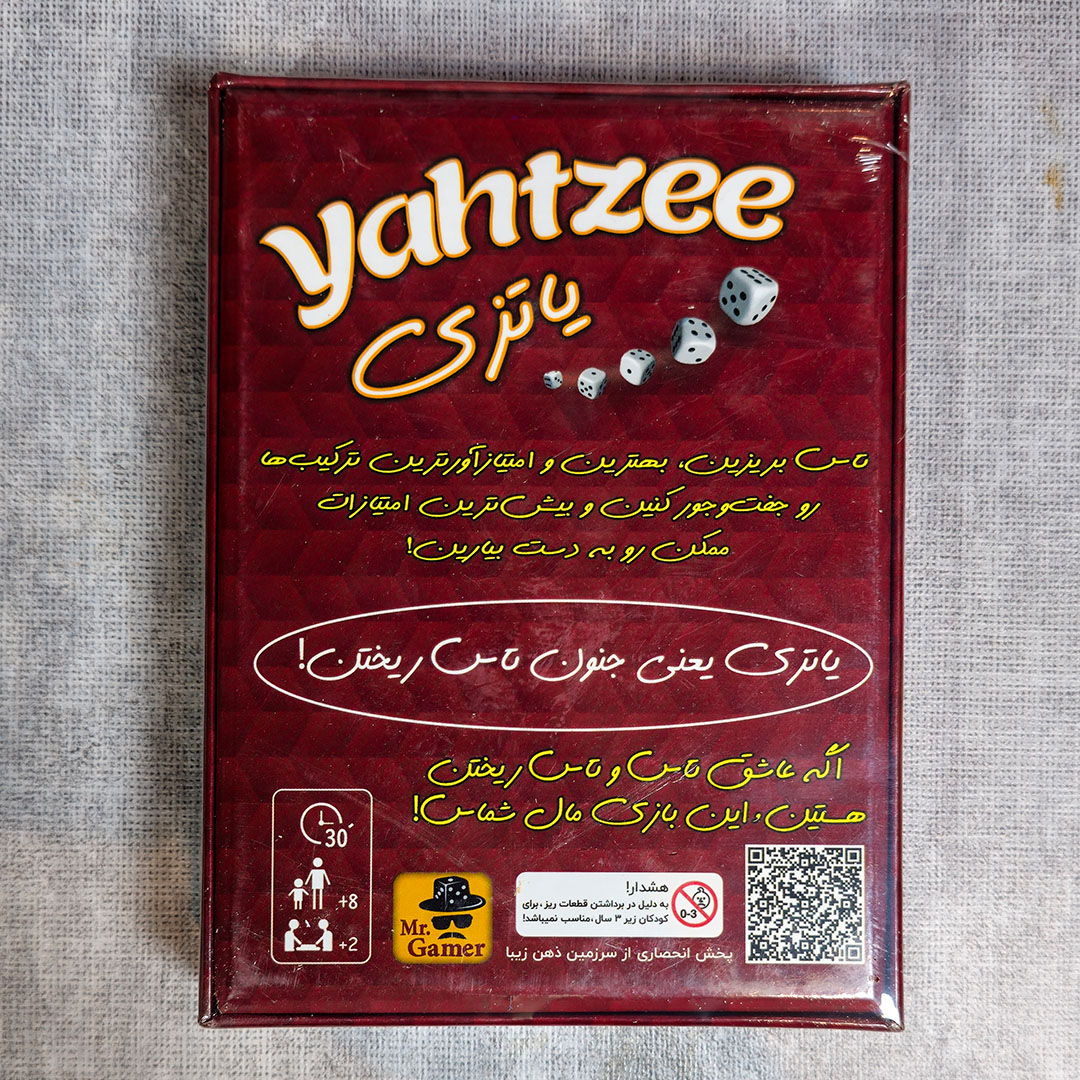 yahtzee
یاتزی
تاس بریزین، بهترین و امتیازآورترین ترکیب‌ها
رو جفت‌وجور کنین و بیش‌ترین امتیازات
ممکن رو به دست بیارین!
یاتزی یعنی جنون تاس ریختن!
اگه عاشق تاس و تاس ریختن
هستین، این بازی مال شماس!
30'
+8
+2
Mr.
Gamer
هشدار!
به دلیل در برداشتن قطعات ریز، برای
کودکان زیر ۳ سال، مناسب نمیباشد!
0-3
پخش انحصاری از سرزمین ذهن زیبا